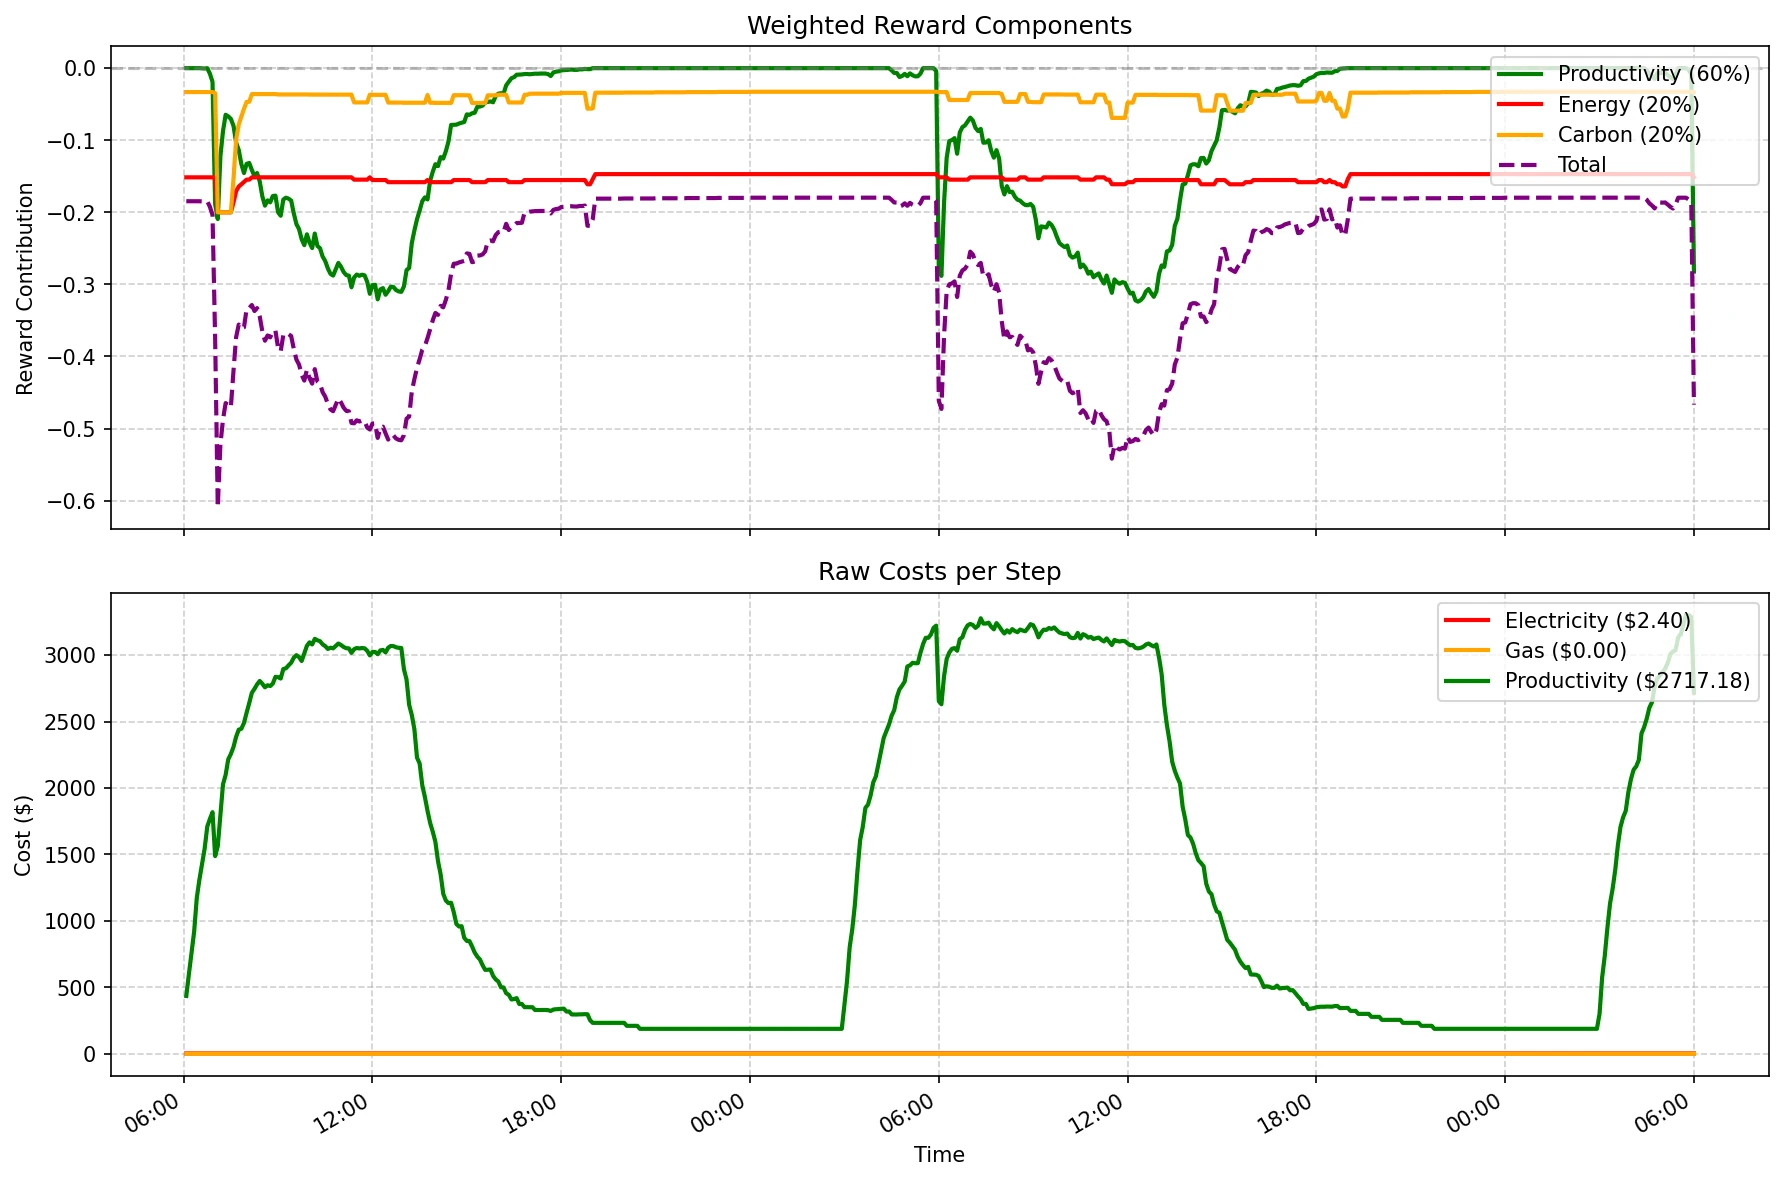 Weighted Reward Components
0.0
−0.1
−0.2
−0.3
−0.4
−0.5
−0.6
Reward Contribution
Productivity (60%)
Energy (20%)
Carbon (20%)
Total
Raw Costs per Step
3000
2500
2000
1500
1000
500
0
Cost ($)
Electricity ($2.40)
Gas ($0.00)
Productivity ($2717.18)
06:00
12:00
18:00
00:00
06:00
12:00
18:00
00:00
06:00
Time